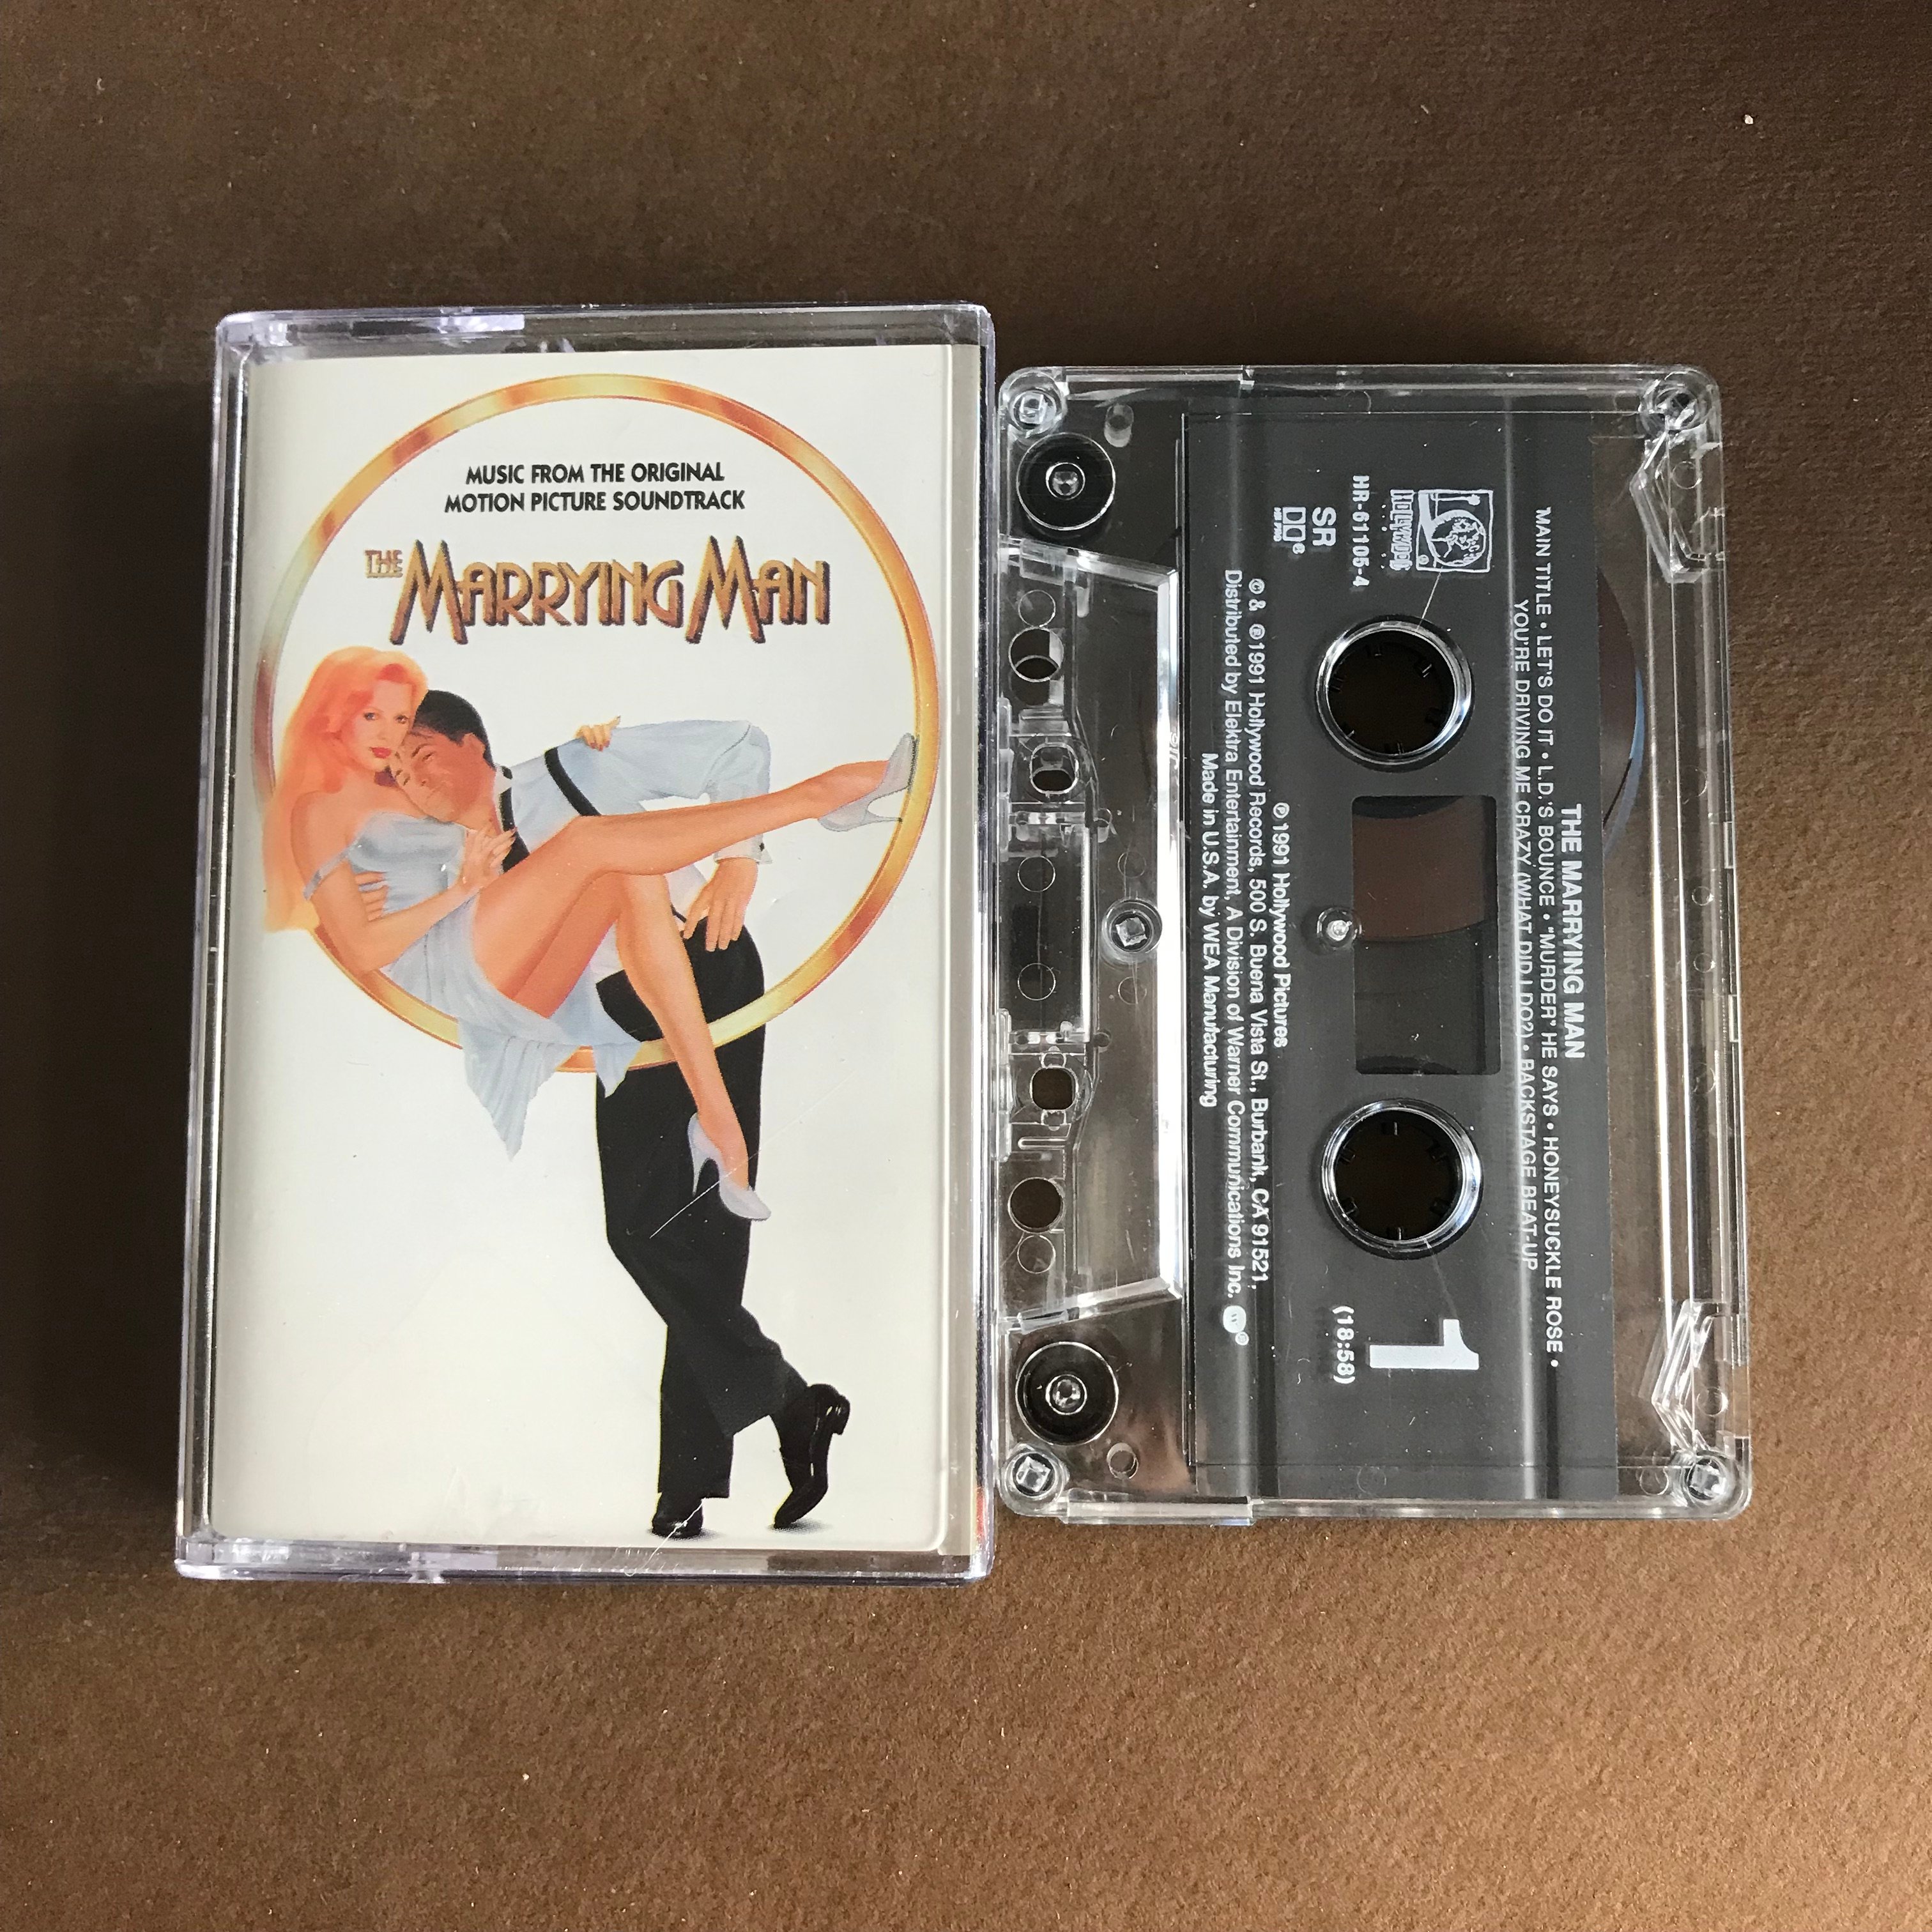 MUSIC FROM THE ORIGINAL
MOTION PICTURE SOUNDTRACK
THE MARRYING MAN
THE MARRYING MAN
MAIN TITLE • LET'S DO IT • L.D.'S BOUNCE • "MURDER" HE SAYS • HONEYSUCKLE ROSE •
YOU'RE DRIVING ME CRAZY (WHAT DID I DO?) • BACKSTAGE BEAT-UP
HOLLYWOOD
HR-61105-4
SR
1
(18:58)
℗ 1991 Hollywood Pictures
© & ℗ 1991 Hollywood Records, 500 S. Buena Vista St., Burbank, CA 91521,
Distributed by Elektra Entertainment, A Division of Warner Communications Inc.
Made in U.S.A. by WEA Manufacturing